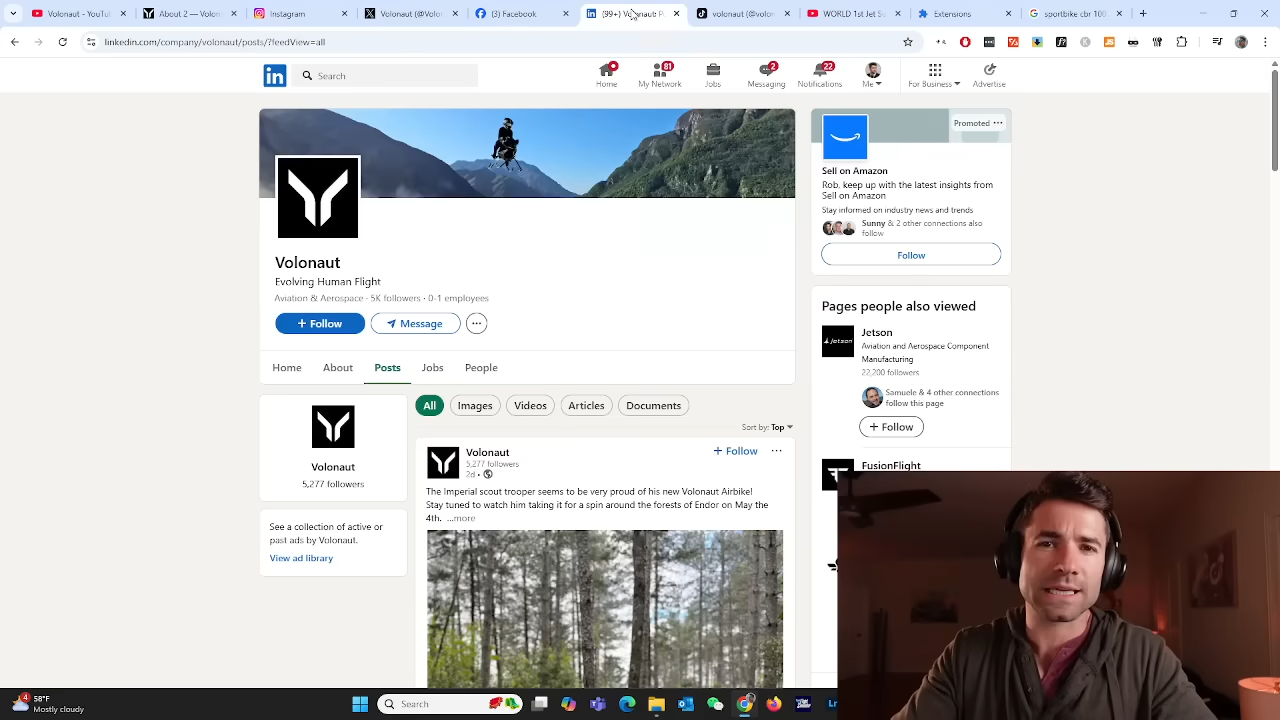 Volonaut - YouTu
About 2 — Volon
Instagram
Volonaut (@Volo
(3) Facebook
(99+) Volonaut: P
volonaut (@volon
WORLD 1st Jet Su
Extensions
sportbike cbr 100
linkedin.com/company/volonaut/posts/?feedView=all
in
Search
Home
81
My Network
Jobs
2
Messaging
22
Notifications
Me
For Business
Advertise
Volonaut
Evolving Human Flight
Aviation & Aerospace · 5K followers · 0-1 employees
+ Follow
Message
Home
About
Posts
Jobs
People
Volonaut
5,277 followers
See a collection of active or
past ads by Volonaut.
View ad library
All
Images
Videos
Articles
Documents
Sort by: Top
Volonaut
5,277 followers
2d •
+ Follow
The Imperial scout trooper seems to be very proud of his new Volonaut Airbike!
Stay tuned to watch him taking it for a spin around the forests of Endor on May the
4th. ...more
Promoted
Sell on Amazon
Rob, keep up with the latest insights from
Sell on Amazon
Stay informed on industry news and trends
Sunny & 2 other connections also
follow
Follow
Pages people also viewed
Jetson
Jetson
Aviation and Aerospace Component
Manufacturing
22,200 followers
Samuele & 4 other connections
follow this page
+ Follow
FusionFlight
4
58°F
Mostly cloudy
Search